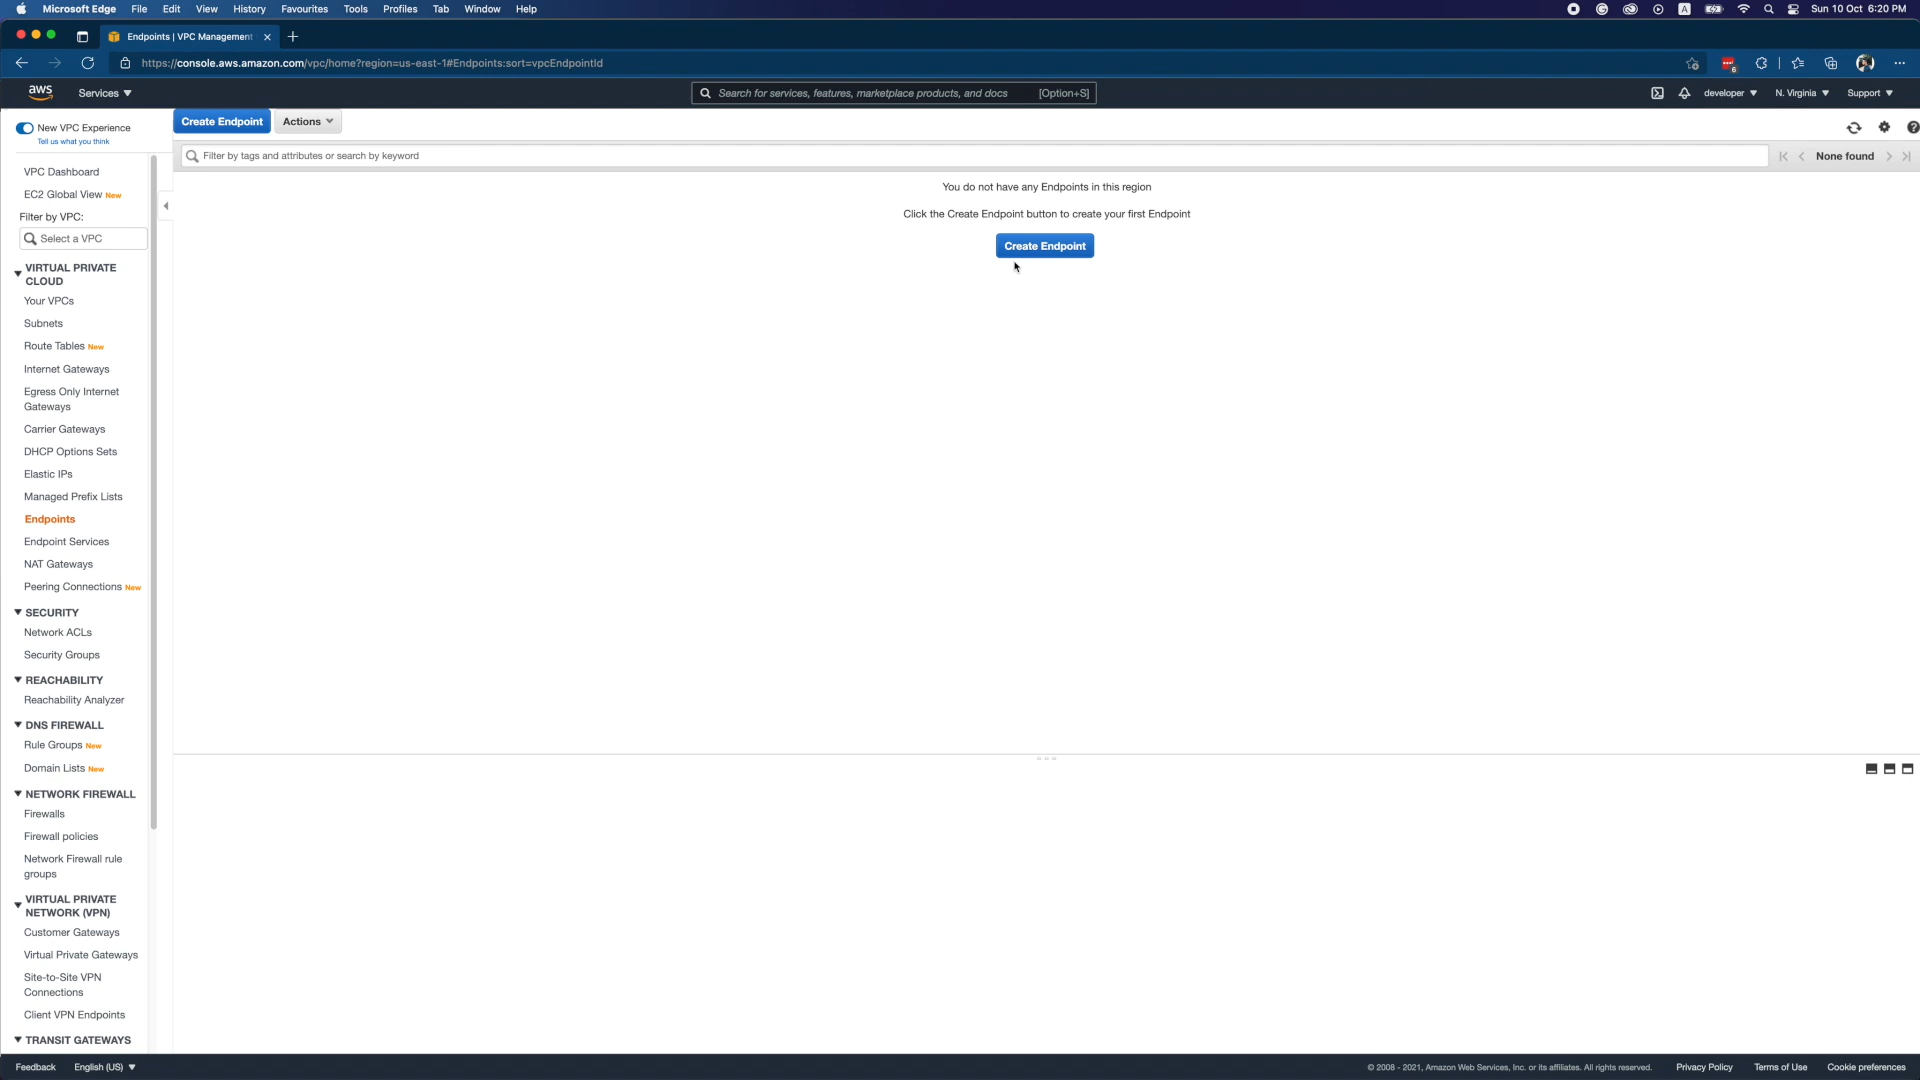 Microsoft Edge File Edit View History Favourites Tools Profiles Tab Window Help
A
Sun 10 Oct 6:20 PM
Endpoints | VPC Management
https://console.aws.amazon.com/vpc/home?region=us-east-1#Endpoints:sort=vpcEndpointId
6
aws
Services
Search for services, features, marketplace products, and docs [Option+S]
developer
N. Virginia
Support
New VPC Experience
Tell us what you think
Create Endpoint
Actions
Filter by tags and attributes or search by keyword
None found
You do not have any Endpoints in this region
Click the Create Endpoint button to create your first Endpoint
Create Endpoint
VPC Dashboard
EC2 Global View New
Filter by VPC:
Select a VPC
VIRTUAL PRIVATE
CLOUD
Your VPCs
Subnets
Route Tables New
Internet Gateways
Egress Only Internet
Gateways
Carrier Gateways
DHCP Options Sets
Elastic IPs
Managed Prefix Lists
Endpoints
Endpoint Services
NAT Gateways
Peering Connections New
SECURITY
Network ACLs
Security Groups
REACHABILITY
Reachability Analyzer
DNS FIREWALL
Rule Groups New
Domain Lists New
NETWORK FIREWALL
Firewalls
Firewall policies
Network Firewall rule
groups
VIRTUAL PRIVATE
NETWORK (VPN)
Customer Gateways
Virtual Private Gateways
Site-to-Site VPN
Connections
Client VPN Endpoints
TRANSIT GATEWAYS
Feedback
English (US)
© 2008 - 2021, Amazon Web Services, Inc. or its affiliates. All rights reserved.
Privacy Policy
Terms of Use
Cookie preferences